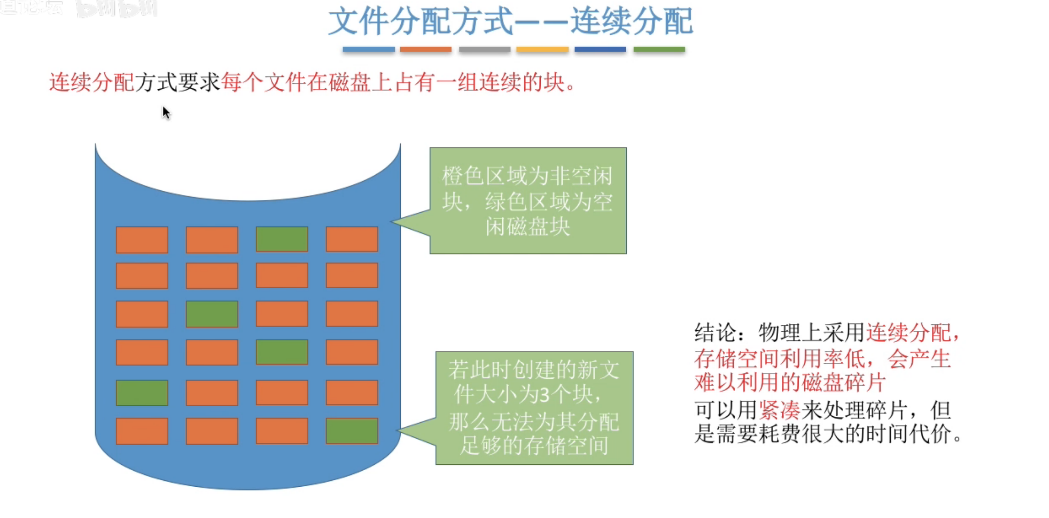 文件分配方式——连续分配
连续分配方式要求每个文件在磁盘上占有一组连续的块。
橙色区域为非空闲
块，绿色区域为空
闲磁盘块
若此时创建的新文
件大小为3个块，
那么无法为其分配
足够的存储空间
结论：物理上采用连续分配，
存储空间利用率低，会产生
难以利用的磁盘碎片
可以用紧凑来处理碎片，但
是需要耗费很大的时间代价。